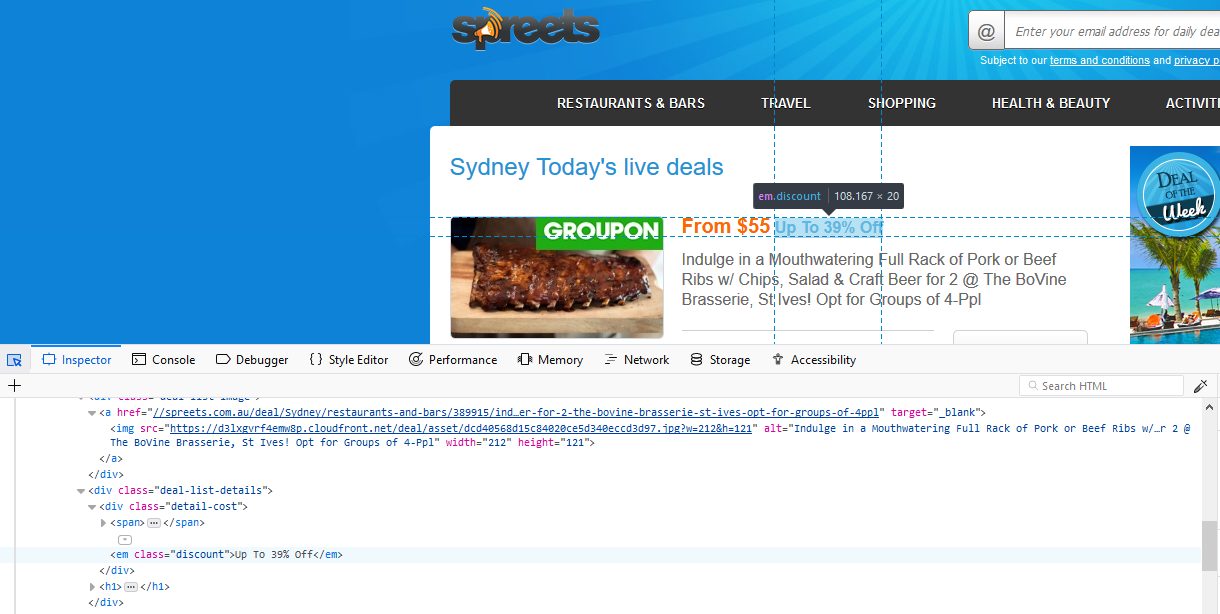 spreets
@ Enter your email address for daily dea
Subject to our terms and conditions and privacy p
RESTAURANTS & BARS TRAVEL SHOPPING HEALTH & BEAUTY ACTIVITI
Sydney Today's live deals
DEAL
OF THE
Week
em.discount | 108.167 × 20
GROUPON
From $55 Up To 39% Off
Indulge in a Mouthwatering Full Rack of Pork or Beef
Ribs w/ Chips, Salad & Craft Beer for 2 @ The BoVine
Brasserie, St Ives! Opt for Groups of 4-Ppl
Inspector Console Debugger {} Style Editor Performance Memory Network Storage Accessibility
+ Search HTML
<div class="deal-list-image">
<a href="//spreets.com.au/deal/Sydney/restaurants-and-bars/389915/ind…er-for-2-the-bovine-brasserie-st-ives-opt-for-groups-of-4ppl" target="_blank">
<img src="https://d3lxgvrf4emw8p.cloudfront.net/deal/asset/dcd40568d15c84020ce5d340eccd3d97.jpg?w=212&h=121" alt="Indulge in a Mouthwatering Full Rack of Pork or Beef Ribs w/…r 2 @
The BoVine Brasserie, St Ives! Opt for Groups of 4-Ppl" width="212" height="121">
</a>
</div>
<div class="deal-list-details">
<div class="detail-cost">
<span>…</span>
<em class="discount">Up To 39% Off</em>
</div>
<h1>…</h1>
</div>